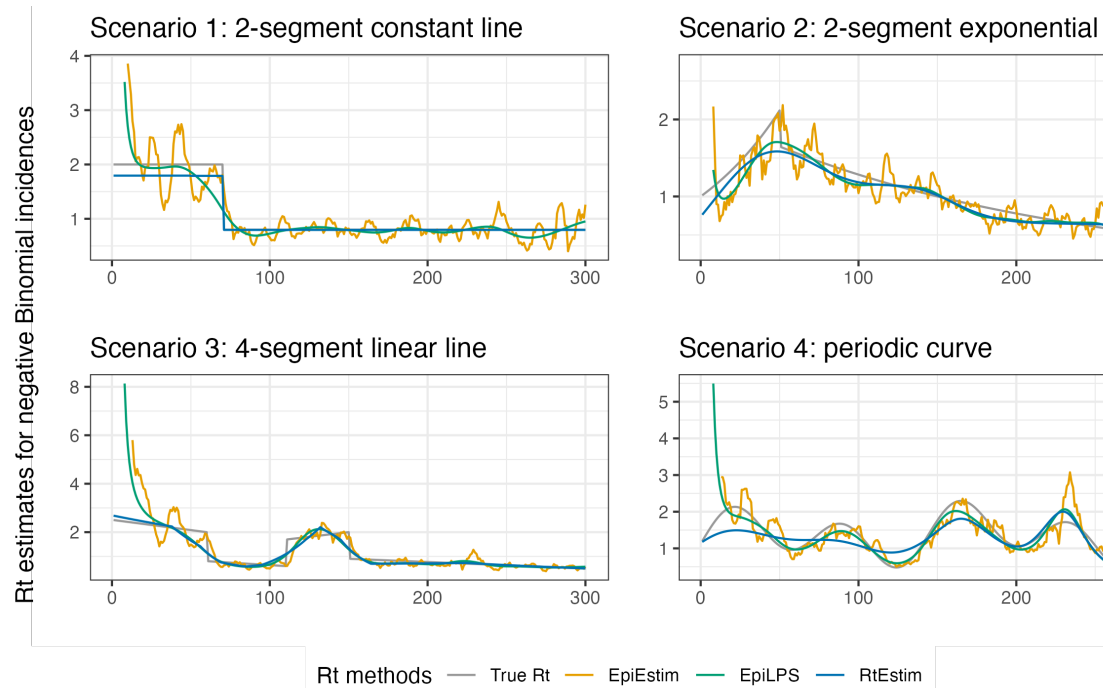 Rt estimates for negative Binomial incidences
Scenario 1: 2-segment constant line
4
3
2
1
0
100
200
300
Scenario 2: 2-segment exponential
2
1
0
100
200
Scenario 3: 4-segment linear line
8
6
4
2
0
100
200
300
Scenario 4: periodic curve
5
4
3
2
1
0
100
200
Rt methods
True Rt
EpiEstim
EpiLPS
RtEstim